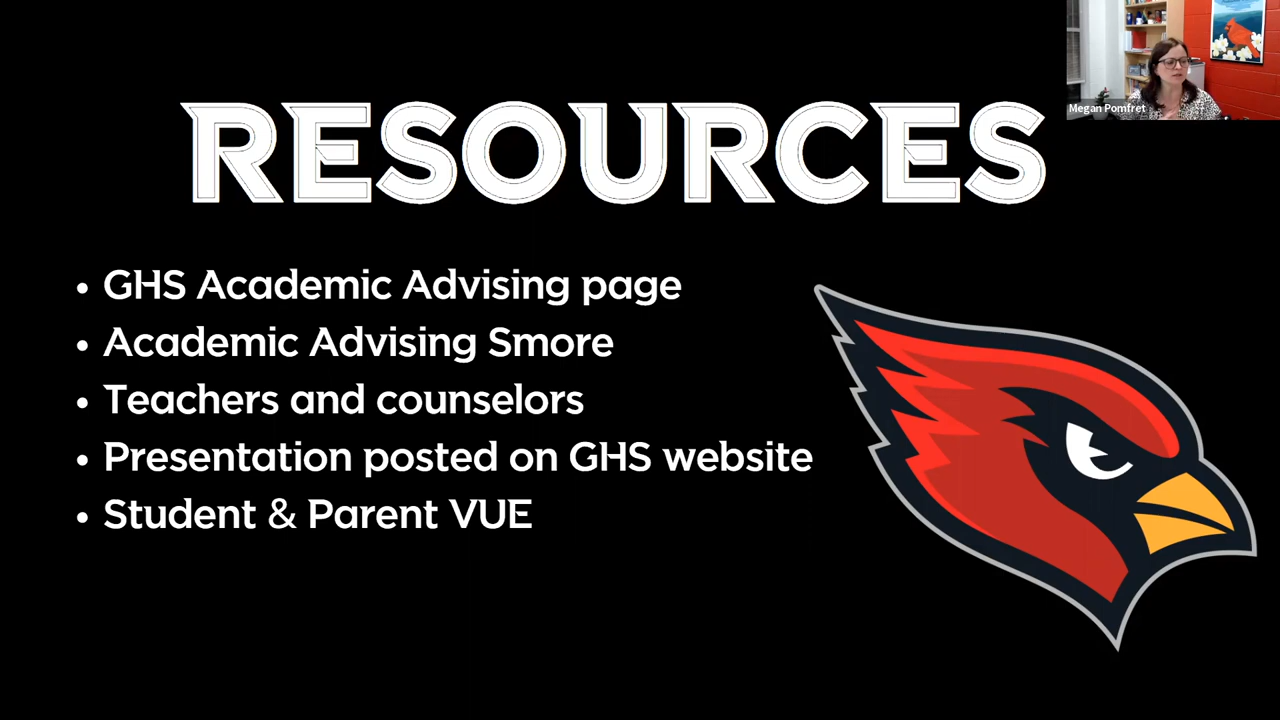 Megan Pomfret
RESOURCES
• GHS Academic Advising page
• Academic Advising Smore
• Teachers and counselors
• Presentation posted on GHS website
• Student & Parent VUE